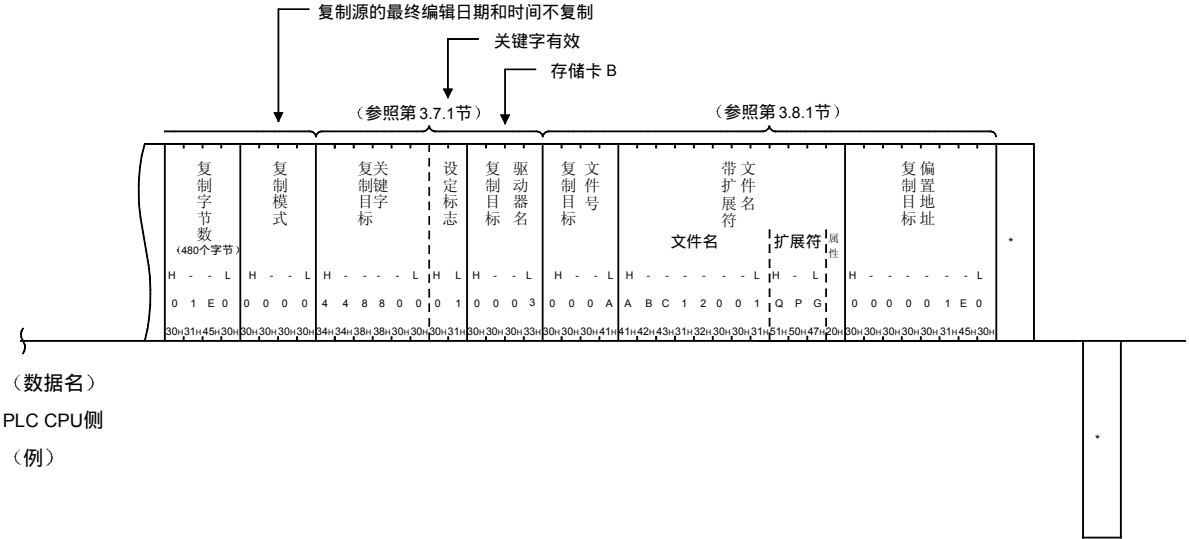 复制源的最终编辑日期和时间不复制
关键字有效
存储卡 B
（参照第 3.7.1节）
（参照第 3.8.1节）
复制字节数
（480个字节）
复制模式
复制目标
关键字
设定标志
复制目标
驱动器名
复制目标
文件号
带扩展符
文件名
文件名
扩展符
属性
复制目标
偏置地址
*
H - - L H - - L H - - - - L H L H - - L H - - L H - - - - - - L H - L H - - - - - - L
0 1 E 0 0 0 0 0 4 4 8 8 0 0 0 1 0 0 0 3 0 0 0 A A B C 1 2 0 0 1 Q P G 0 0 0 0 0 1 E 0
30H 31H 45H 30H 30H 30H 30H 30H 34H 34H 38H 38H 30H 30H 30H 31H 30H 30H 30H 33H 30H 30H 30H 41H 41H 42H 43H 31H 32H 30H 30H 31H 51H 50H 47H 20H 30H 30H 30H 30H 30H 31H 45H 30H
（数据名）
PLC CPU侧
（例）
*